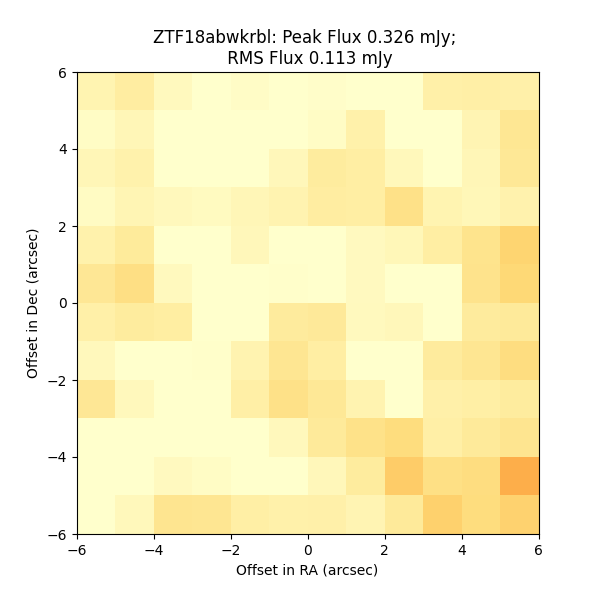 ZTF18abwkrbl: Peak Flux 0.326 mJy;
RMS Flux 0.113 mJy
6
4
2
0
−2
−4
−6
Offset in Dec (arcsec)
−6 −4 −2 0 2 4 6
Offset in RA (arcsec)